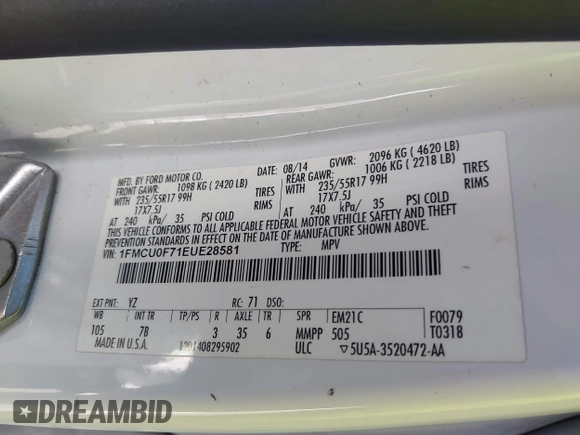 MFD. BY FORD MOTOR CO.
08/14 GVWR: 2096 KG ( 4620 LB)
FRONT GAWR: 1098 KG ( 2420 LB) REAR GAWR: 1006 KG ( 2218 LB)
WITH 235/55R17 99H TIRES WITH 235/55R17 99H TIRES
17X7.5J RIMS 17X7.5J RIMS
AT 240 kPa/ 35 PSI COLD AT 240 kPa/ 35 PSI COLD
THIS VEHICLE CONFORMS TO ALL APPLICABLE FEDERAL MOTOR VEHICLE SAFETY AND THEFT
PREVENTION STANDARDS IN EFFECT ON THE DATE OF MANUFACTURE SHOWN ABOVE.
VIN: 1FMCU0F71EUE28581 TYPE: MPV
EXT PNT: YZ RC: 71 DSO:
WB INT TR TP/PS R AXLE TR SPR EM21C F0079
105 7B 3 35 6 MMPP 505 T0318
MADE IN U.S.A. 1301408295902 ULC ▽5U5A-3520472-AA
DREAMBID